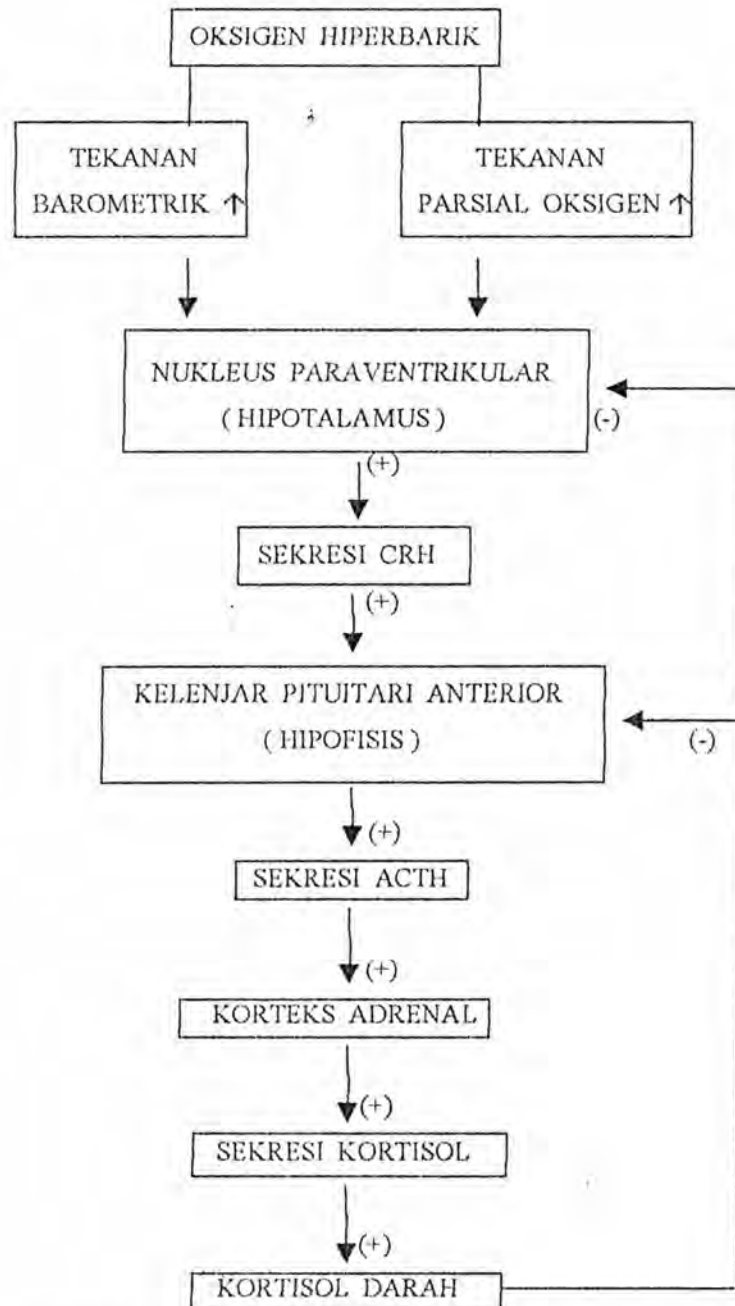 OKSIGEN HIPERBARIK
TEKANAN
BAROMETRIK ↑
TEKANAN
PARSIAL OKSIGEN ↑
NUKLEUS PARAVENTRIKULAR
( HIPOTALAMUS )
(-)
(+)
SEKRESI CRH
(+)
KELENJAR PITUITARI ANTERIOR
( HIPOFISIS )
(-)
(+)
SEKRESI ACTH
(+)
KORTEKS ADRENAL
(+)
SEKRESI KORTISOL
(+)
KORTISOL DARAH